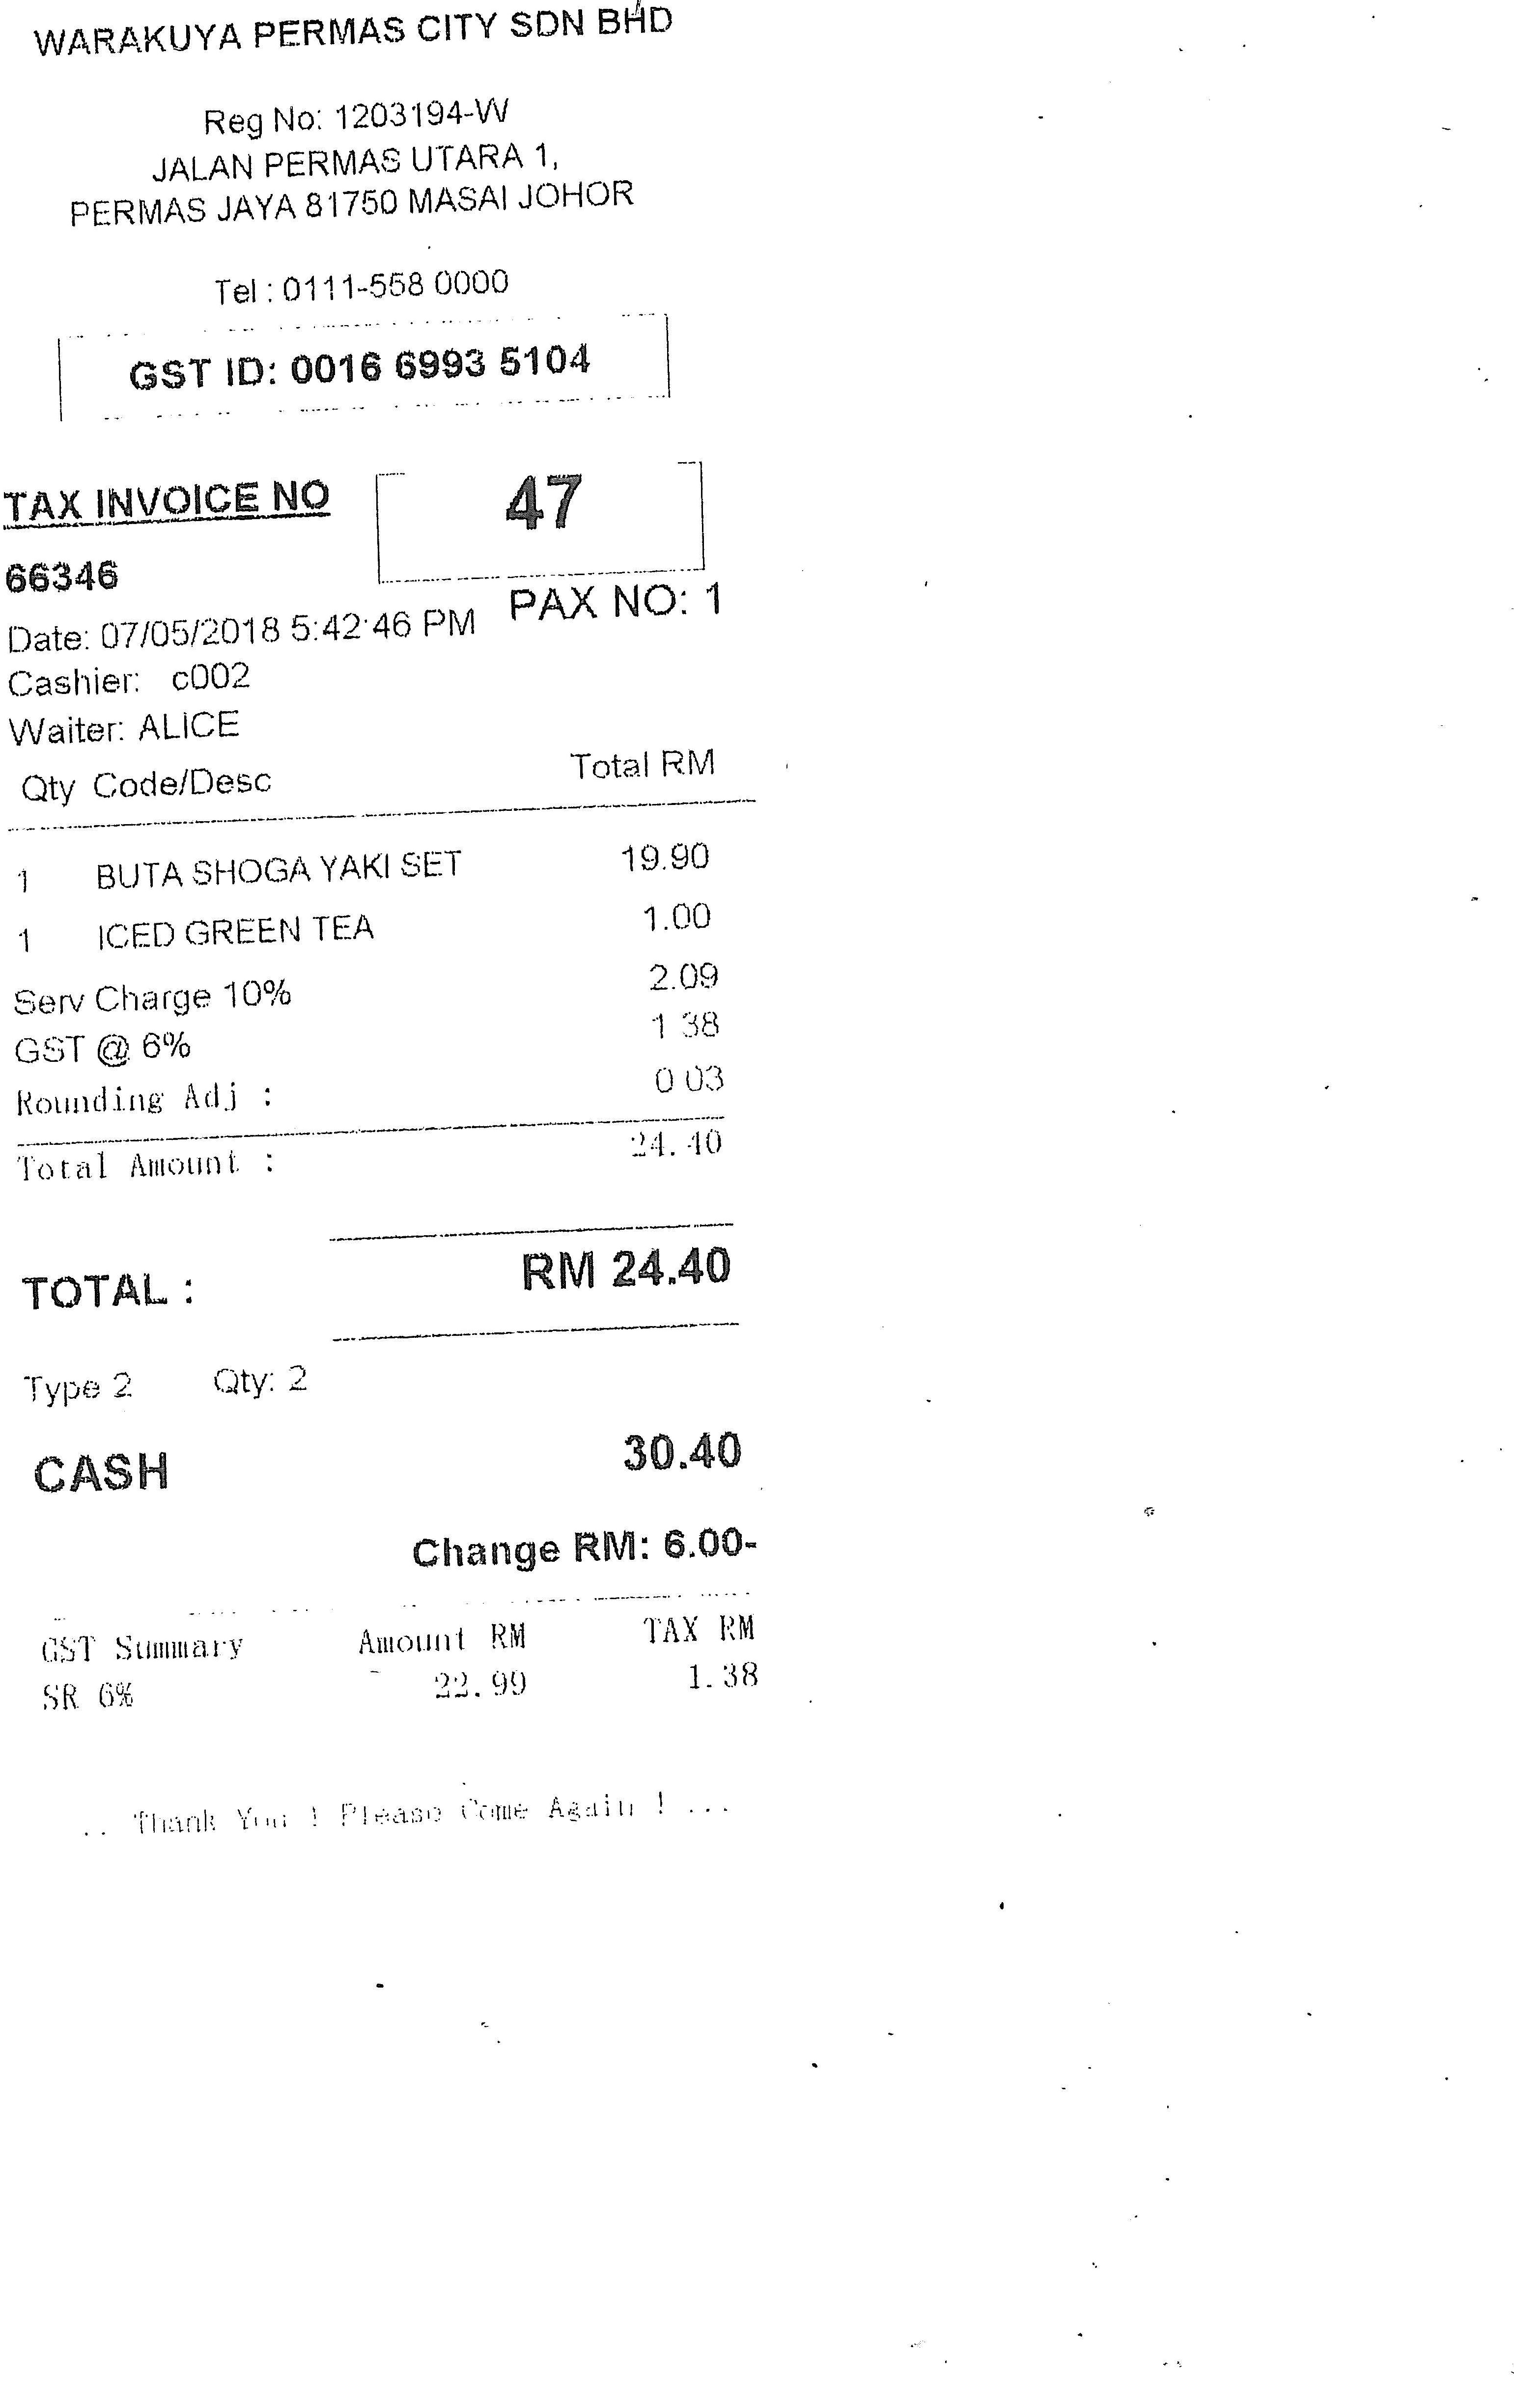 WARAKUYA PERMAS CITY SDN BHD
Reg No: 1203194-W
JALAN PERMAS UTARA 1,
PERMAS JAYA 81750 MASAI JOHOR
Tel : 0111-558 0000
GST ID: 0016 6993 5104
TAX INVOICE NO 47
66346
PAX NO: 1
Date: 07/05/2018 5:42:46 PM
Cashier: c002
Waiter: ALICE
Qty Code/Desc Total RM
1 BUTA SHOGA YAKI SET 19.90
1 ICED GREEN TEA 1.00
Serv Charge 10% 2.09
GST @ 6% 1 38
Rounding Adj : 0 03
Total Amount : 24.40
TOTAL : RM 24.40
Type 2 Qty: 2
CASH 30.40
Change RM: 6.00-
GST Summary Amount RM TAX RM
SR 6% 22.99 1.38
.. Thank You ! Please Come Again ! ...